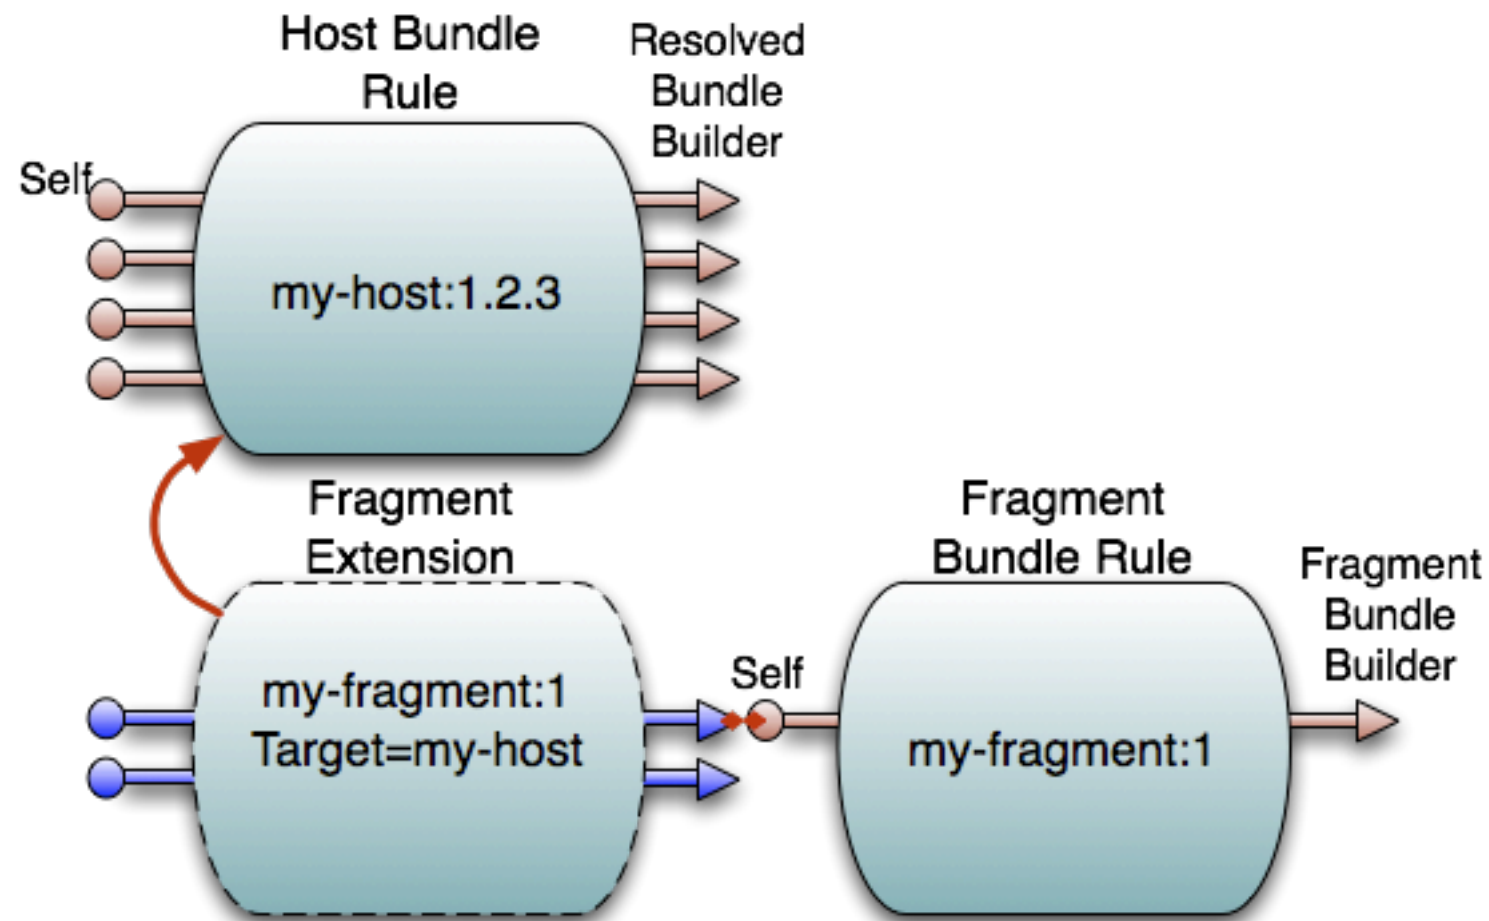 Host Bundle
Rule
Resolved
Bundle
Builder
Self
my-host:1.2.3
Fragment
Extension
my-fragment:1
Target=my-host
Self
Fragment
Bundle Rule
my-fragment:1
Fragment
Bundle
Builder